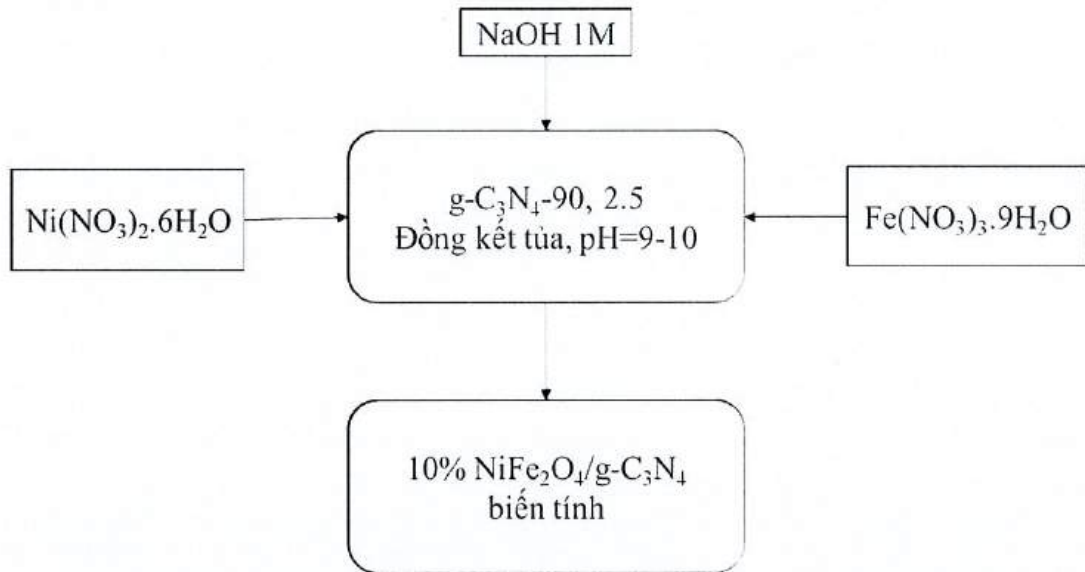 NaOH 1M
g-C₃N₄-90, 2.5
Đồng kết tủa, pH=9-10
Ni(NO₃)₂.6H₂O
Fe(NO₃)₃.9H₂O
10% NiFe₂O₄/g-C₃N₄
biến tính